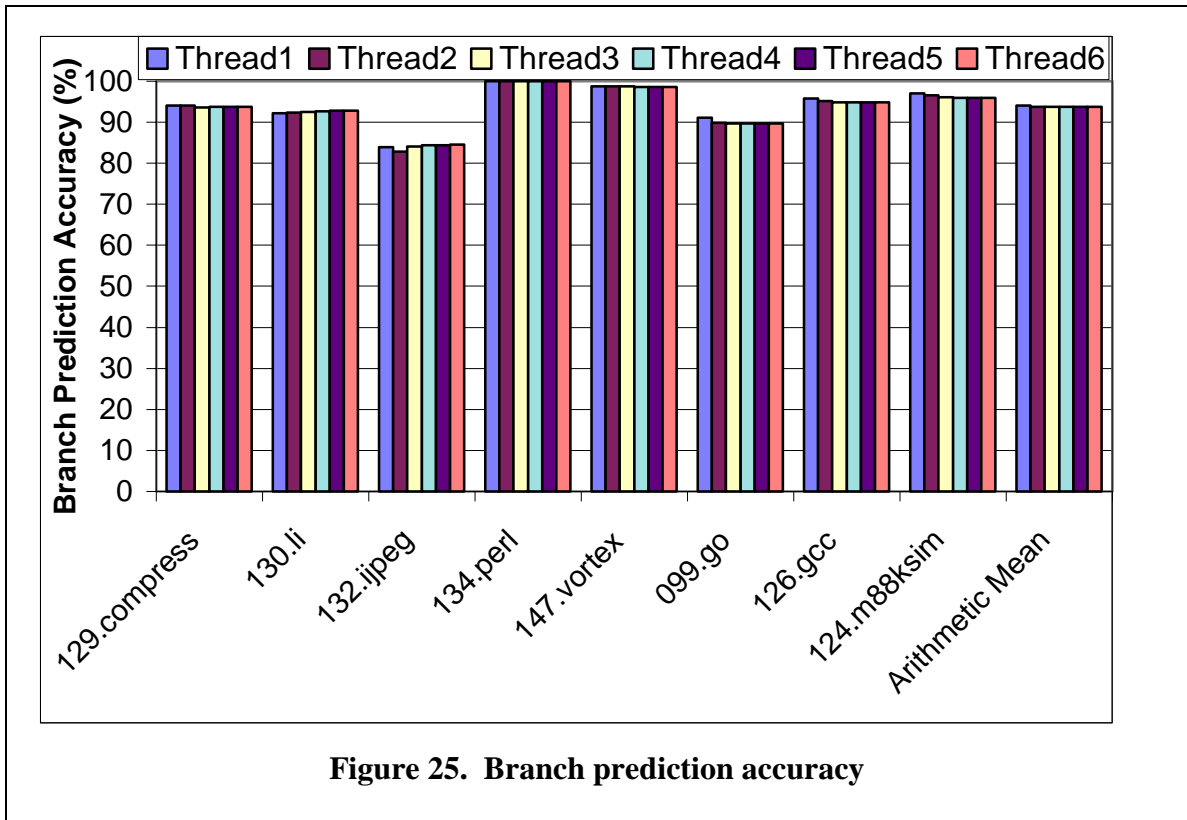 Thread1 Thread2 Thread3 Thread4 Thread5 Thread6
Branch Prediction Accuracy (%)
100
90
80
70
60
50
40
30
20
10
0
129.compress
130.li
132.ijpeg
134.perl
147.vortex
099.go
126.gcc
124.m88ksim
Arithmetic Mean
Figure 25. Branch prediction accuracy